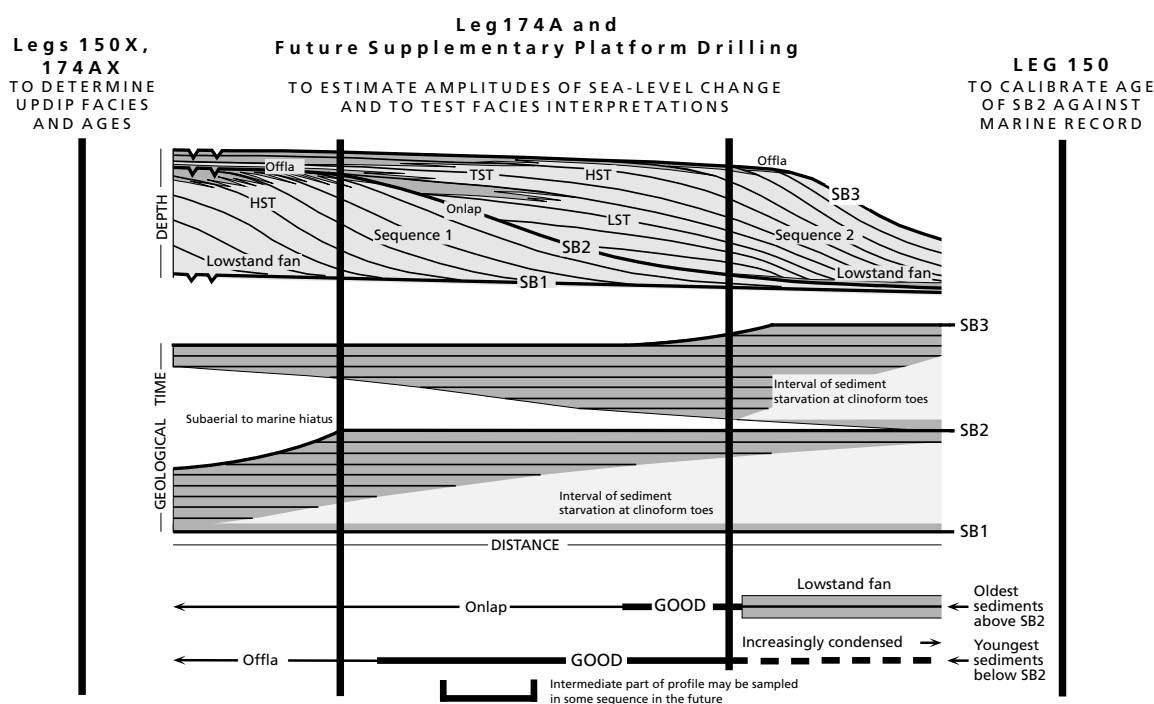 Leg174A and
Future Supplementary Platform Drilling
TO ESTIMATE AMPLITUDES OF SEA-LEVEL CHANGE
AND TO TEST FACIES INTERPRETATIONS
Legs 150X,
174AX
TO DETERMINE
UPDIP FACIES
AND AGES
LEG 150
TO CALIBRATE AGE
OF SB2 AGAINST
MARINE RECORD
DEPTH
Offla
TST
HST
Offla
SB3
HST
Onlap
LST
Sequence 1
SB2
Sequence 2
Lowstand fan
SB1
Lowstand fan
SB3
GEOLOGICAL TIME
Interval of sediment
starvation at clinoform toes
Subaerial to marine hiatus
SB2
Interval of sediment
starvation at clinoform toes
SB1
DISTANCE
Lowstand fan
Onlap
GOOD
Oldest
sediments
above SB2
Increasingly condensed
Offla
GOOD
Youngest
sediments
below SB2
Intermediate part of profile may be sampled
in some sequence in the future